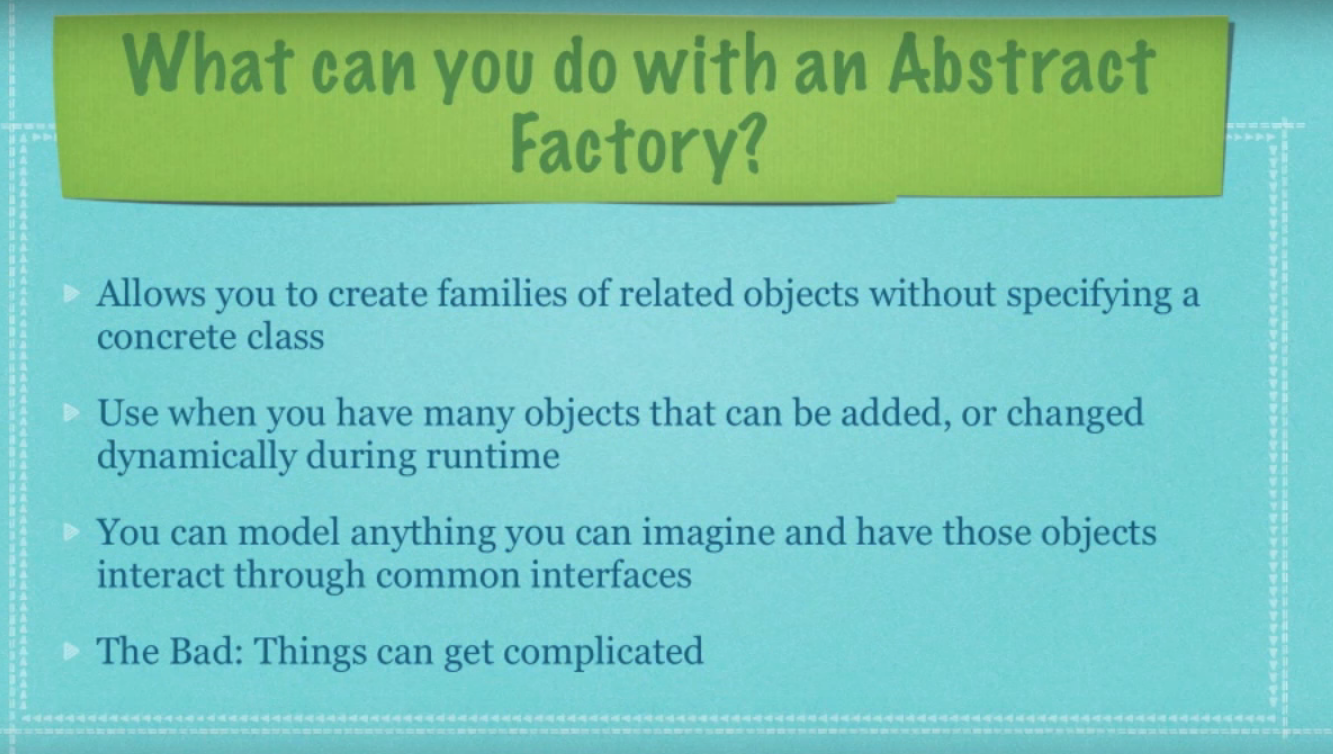 What can you do with an Abstract
Factory?
Allows you to create families of related objects without specifying a
concrete class
Use when you have many objects that can be added, or changed
dynamically during runtime
You can model anything you can imagine and have those objects
interact through common interfaces
The Bad: Things can get complicated